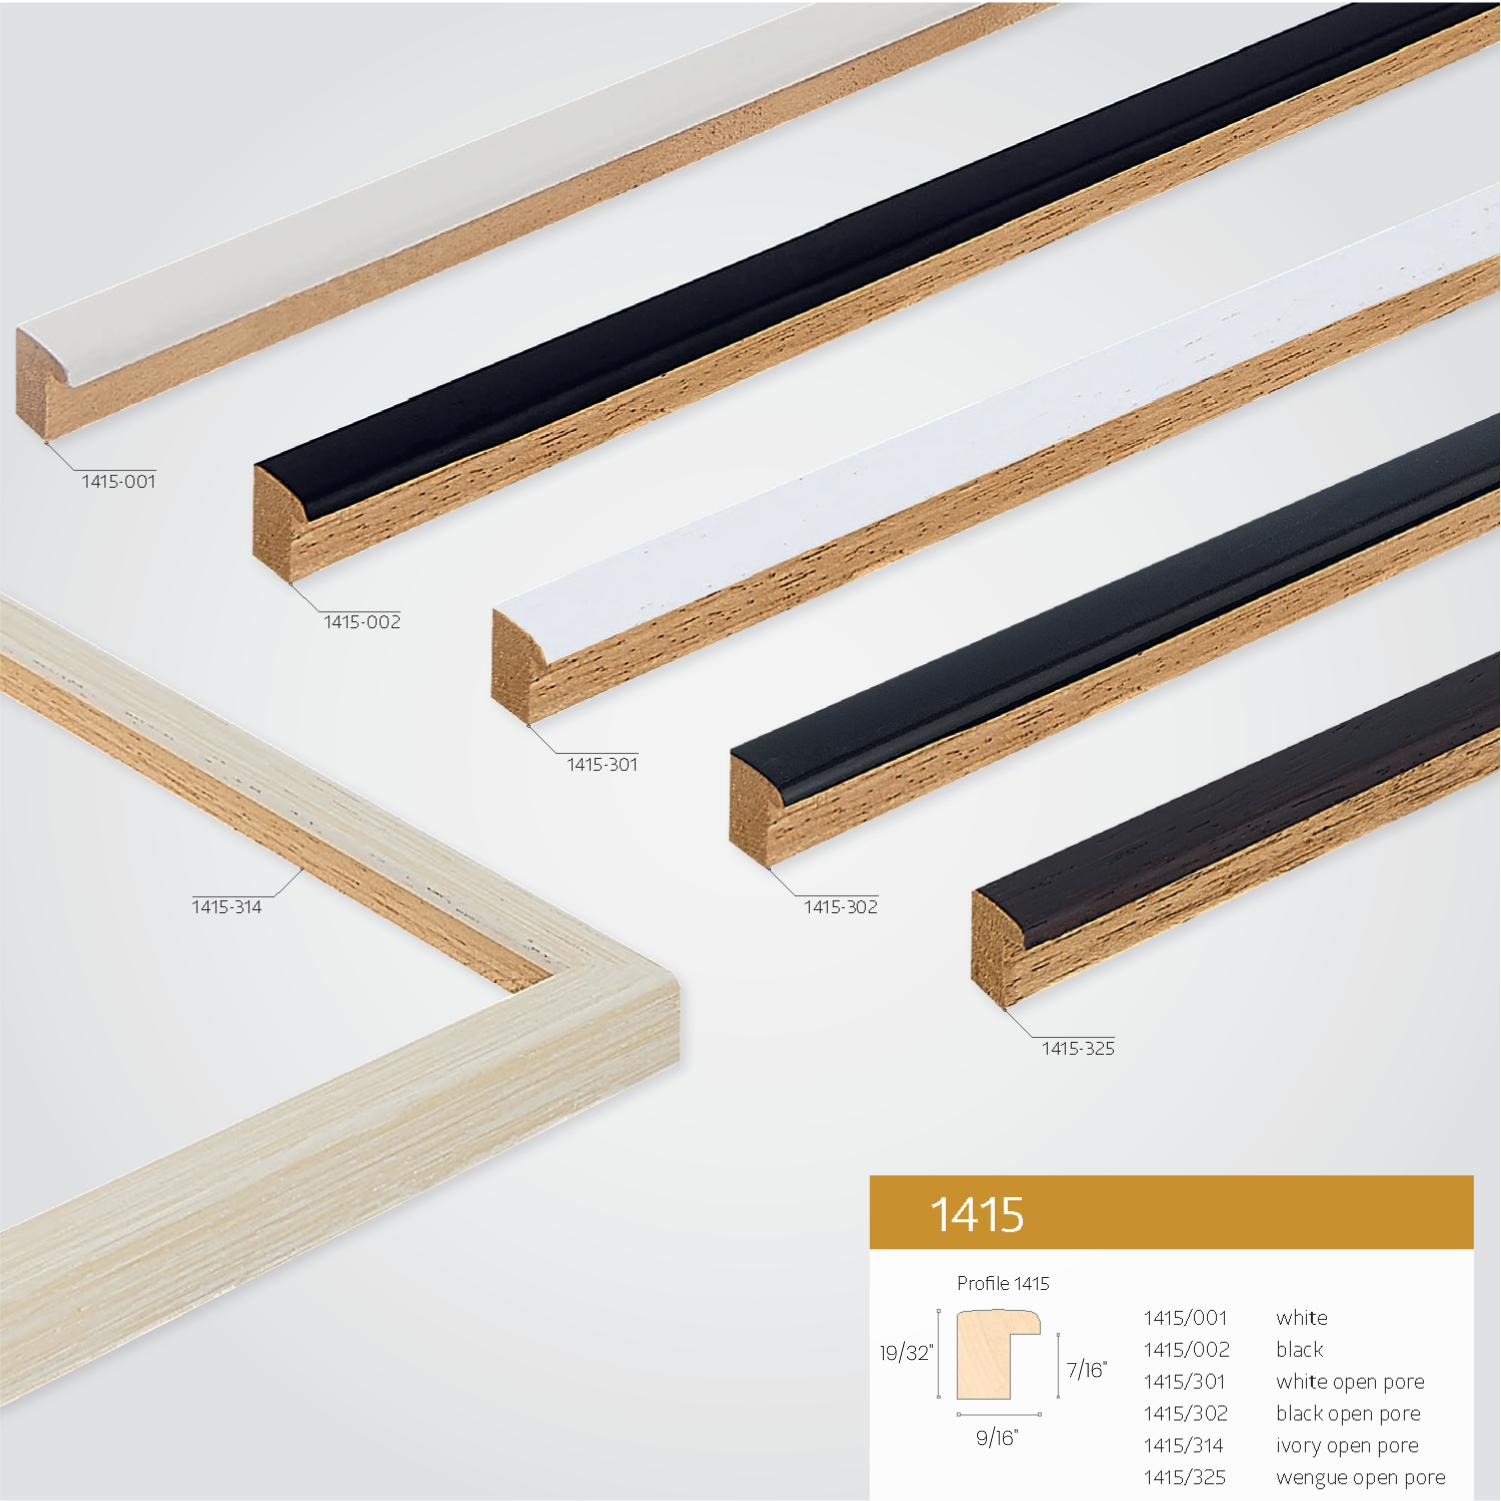 1415-001
1415-002
1415-301
1415-302
1415-314
1415-325
1415
Profile 1415
19/32"
7/16"
9/16"
1415/001 white
1415/002 black
1415/301 white open pore
1415/302 black open pore
1415/314 ivory open pore
1415/325 wengue open pore